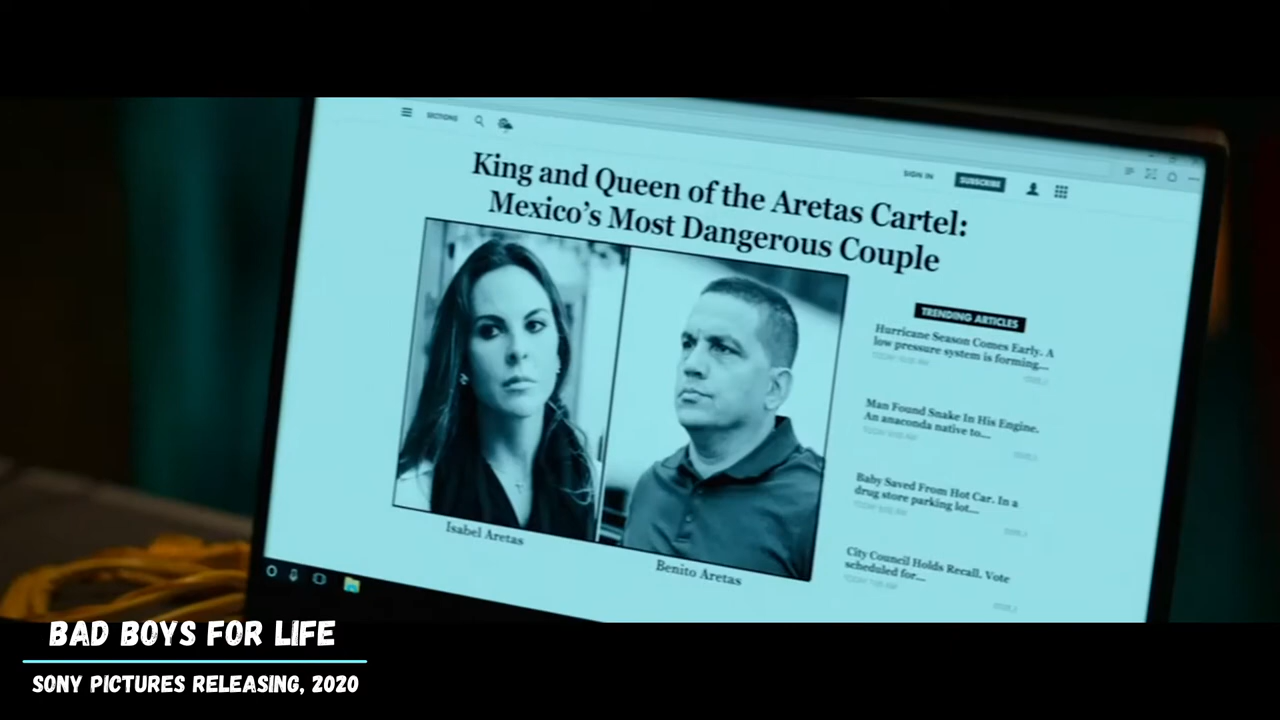 SECTIONS
SIGN IN
SUBSCRIBE
King and Queen of the Aretas Cartel:
Mexico's Most Dangerous Couple
TRENDING ARTICLES
Hurricane Season Comes Early. A
low pressure system is forming...
Man Found Snake In His Engine.
An anaconda native to...
Baby Saved From Hot Car. In a
drug store parking lot...
City Council Holds Recall. Vote
scheduled for...
Isabel Aretas
Benito Aretas
BAD BOYS FOR LIFE
SONY PICTURES RELEASING, 2020